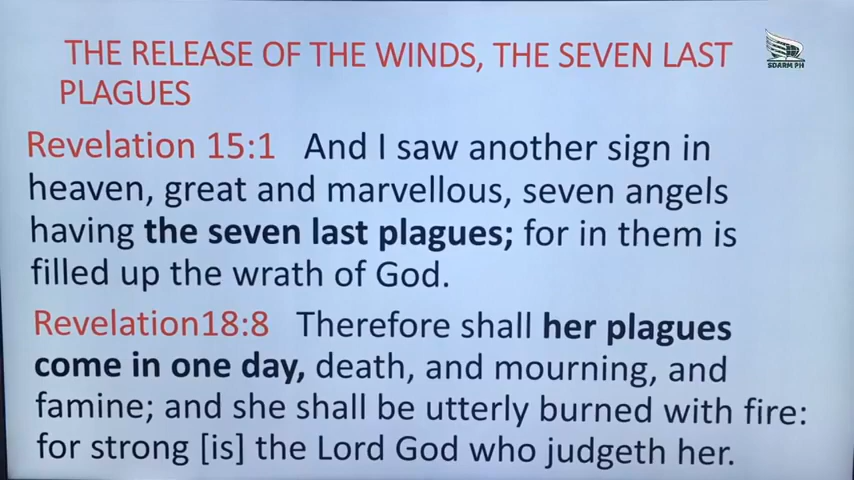 THE RELEASE OF THE WINDS, THE SEVEN LAST
PLAGUES
SDARM PH
Revelation 15:1 And I saw another sign in
heaven, great and marvellous, seven angels
having the seven last plagues; for in them is
filled up the wrath of God.
Revelation18:8 Therefore shall her plagues
come in one day, death, and mourning, and
famine; and she shall be utterly burned with fire:
for strong [is] the Lord God who judgeth her.